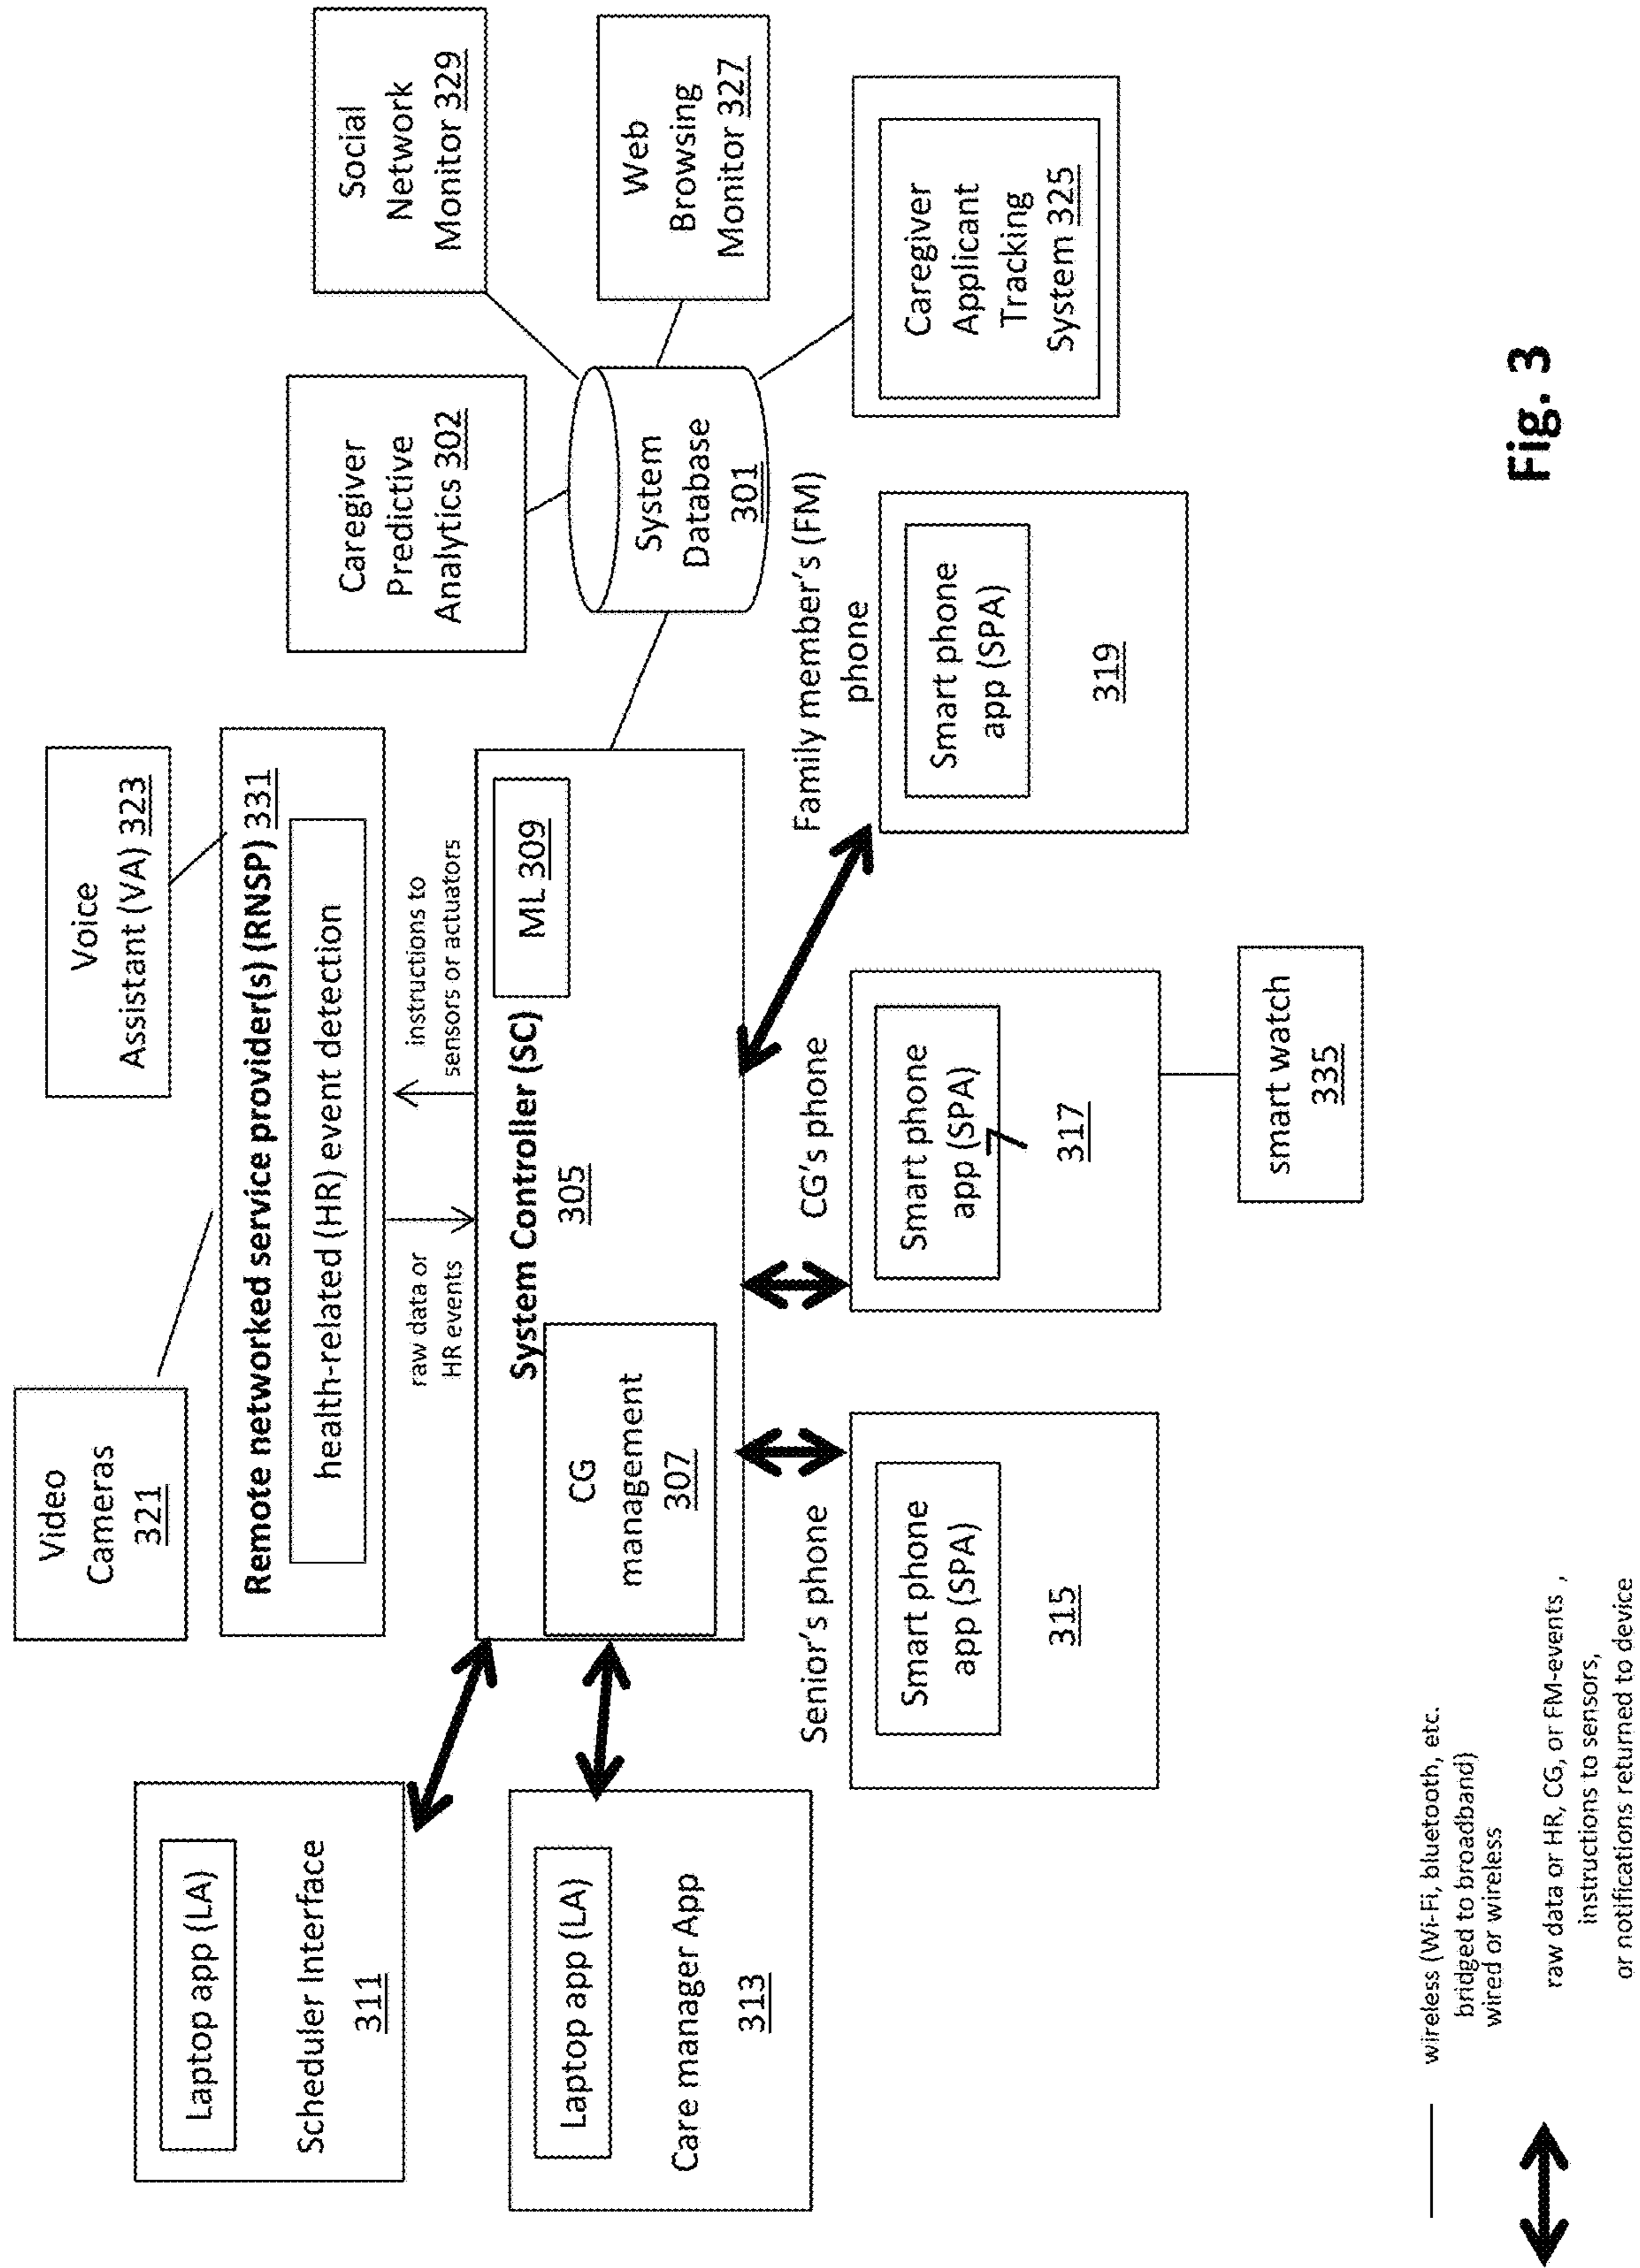 Video
Cameras
321
Voice
Assistant (VA) 323
Social
Network
Monitor 329
Laptop app (LA)
Scheduler Interface
311
Remote networked service provider(s) (RNSP) 331
health-related (HR) event detection
Caregiver
Predictive
Analytics 302
raw data or
HR events
instructions to
sensors or actuators
System Controller (SC)
305
ML 309
CG
management
307
System
Database
301
Web
Browsing
Monitor 327
Laptop app (LA)
Care manager App
313
Senior's phone
Smart phone
app (SPA)
315
CG's phone
Smart phone
app (SPA)
317
Family member's (FM)
phone
Smart phone
app (SPA)
319
Caregiver
Applicant
Tracking
System 325
smart watch
335
wireless (Wi-Fi, bluetooth, etc.
bridged to broadband)
wired or wireless
raw data or HR, CG, or FM-events ,
instructions to sensors,
or notifications returned to device
Fig. 3